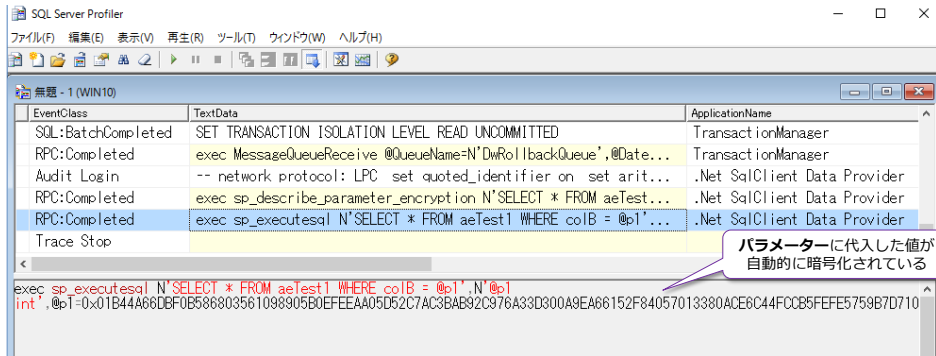 SQL Server Profiler
ファイル(F) 編集(E) 表示(V) 再生(R) ツール(T) ウィンドウ(W) ヘルプ(H)
無題 - 1 (WIN10)
EventClass TextData ApplicationName
SQL:BatchCompleted SET TRANSACTION ISOLATION LEVEL READ UNCOMMITTED TransactionManager
RPC:Completed exec MessageQueueReceive @QueueName=N'DwRollbackQueue',@Date... TransactionManager
Audit Login -- network protocol: LPC set quoted_identifier on set arit... .Net SqlClient Data Provider
RPC:Completed exec sp_describe_parameter_encryption N'SELECT * FROM aeTest... .Net SqlClient Data Provider
RPC:Completed exec sp_executesql N'SELECT * FROM aeTest1 WHERE colB = @p1'... .Net SqlClient Data Provider
Trace Stop
パラメーターに代入した値が
自動的に暗号化されている
exec sp_executesql N'SELECT * FROM aeTest1 WHERE colB = @p1',N'@p1
int',@p1=0x01B44A66DBF0B586803561098905B0EFEEAA05D52C7AC3BAB92C976A33D300A9EA66152F84057013380ACE6C44FCCB5FEFE5759B7D710